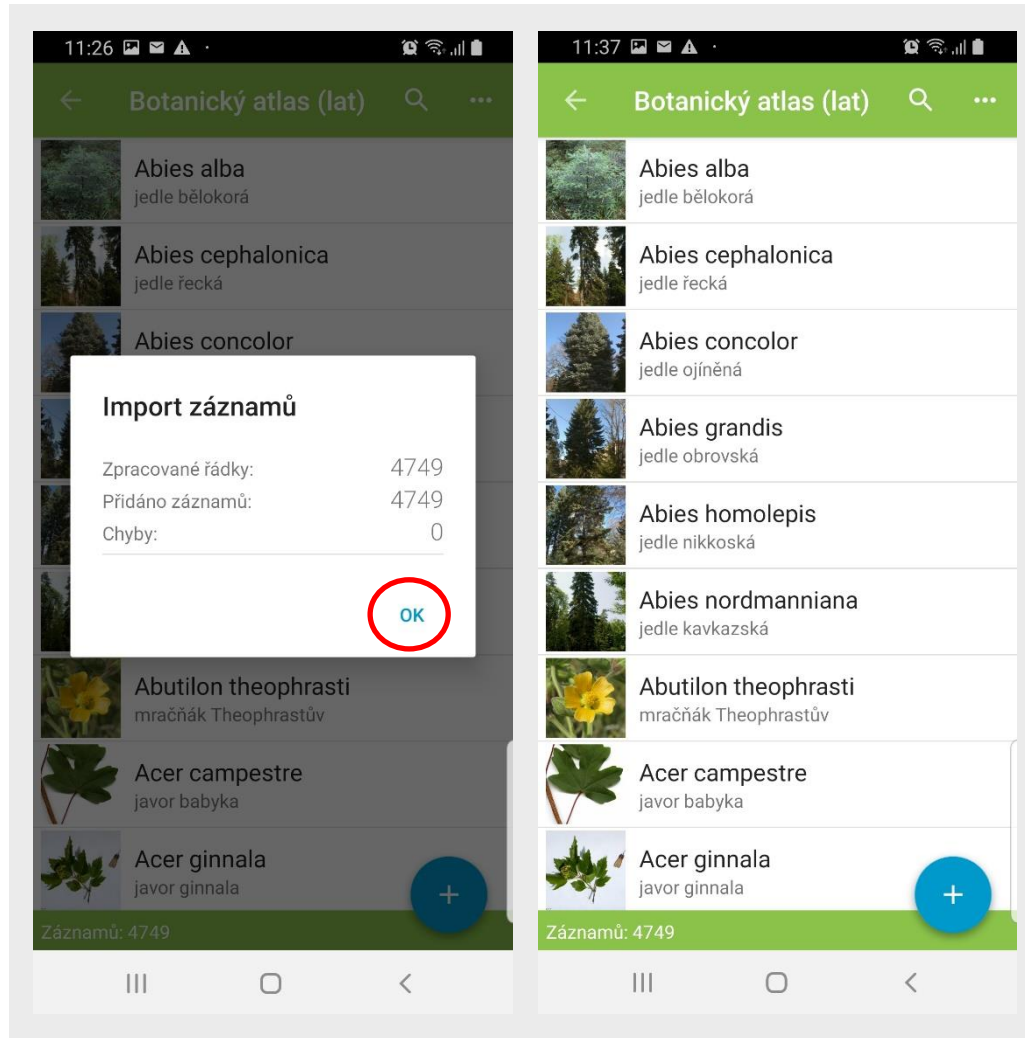 11:26
Botanický atlas (lat)
Abies alba
jedle bělokorá
Abies cephalonica
jedle řecká
Abies concolor
Import záznamů
Zpracované řádky: 4749
Přidáno záznamů: 4749
Chyby: 0
OK
Abutilon theophrasti
mračňák Theophrastův
Acer campestre
javor babyka
Acer ginnala
javor ginnala
+
Záznamů: 4749
11:37
Botanický atlas (lat)
Abies alba
jedle bělokorá
Abies cephalonica
jedle řecká
Abies concolor
jedle ojíněná
Abies grandis
jedle obrovská
Abies homolepis
jedle nikkoská
Abies nordmanniana
jedle kavkazská
Abutilon theophrasti
mračňák Theophrastův
Acer campestre
javor babyka
Acer ginnala
javor ginnala
+
Záznamů: 4749